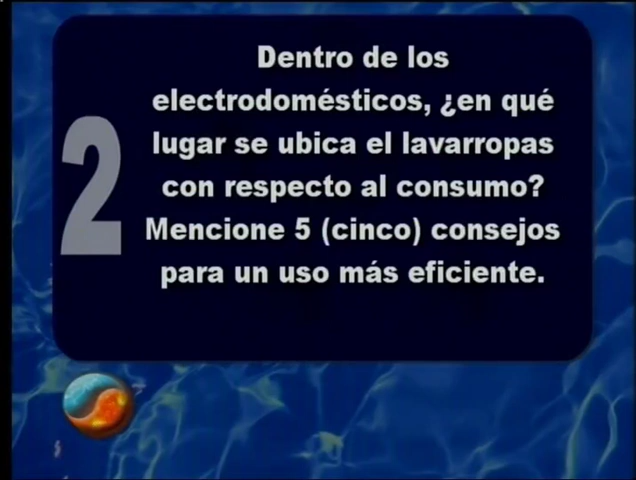 2
Dentro de los
electrodomésticos, ¿en qué
lugar se ubica el lavarropas
con respecto al consumo?
Mencione 5 (cinco) consejos
para un uso más eficiente.